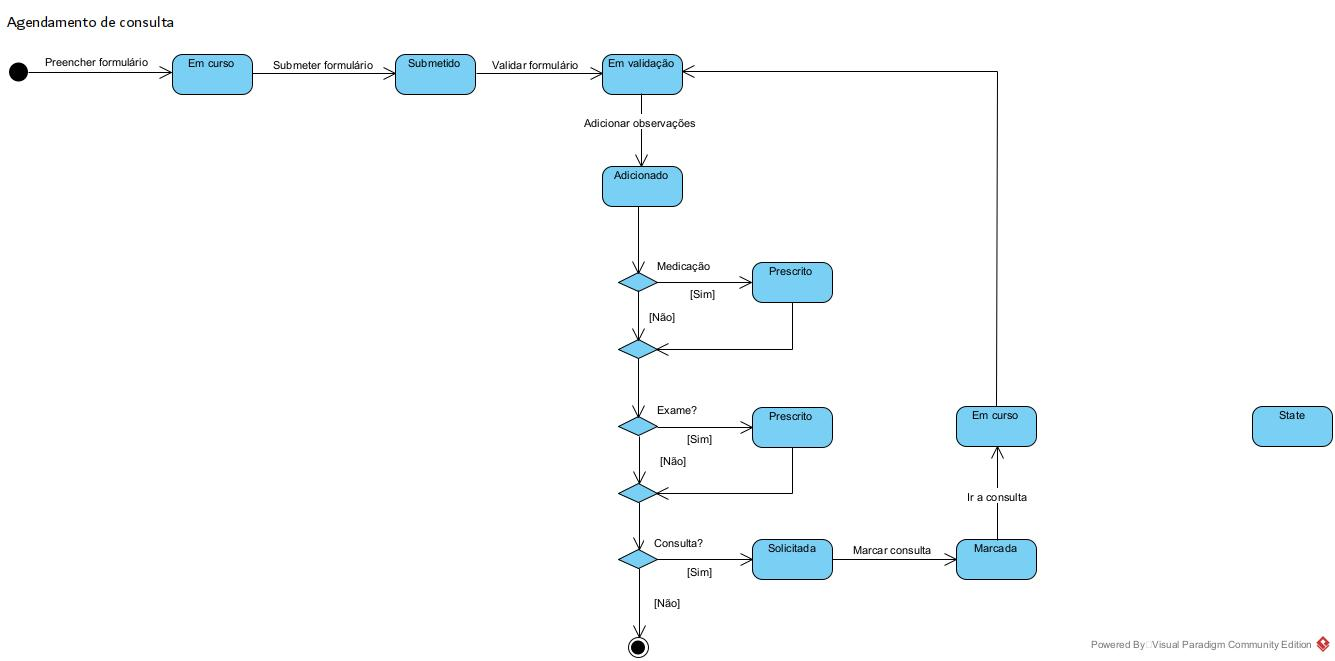 Agendamento de consulta
Preencher formulário
Em curso
Submeter formulário
Submetido
Validar formulário
Em validação
Adicionar observações
Adicionado
Medicação
[Sim]
Prescrito
[Não]
Exame?
[Sim]
Prescrito
[Não]
Em curso
State
Ir a consulta
Consulta?
[Sim]
Solicitada
Marcar consulta
Marcada
[Não]
Powered By Visual Paradigm Community Edition